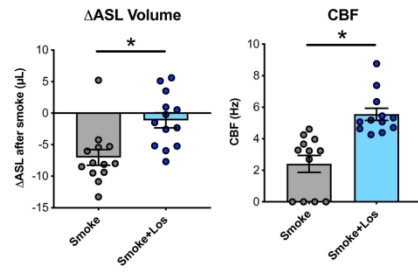 ΔASL Volume
*
ΔASL after smoke (μL)
10
5
0
-5
-10
-15
Smoke
Smoke+Los
CBF
*
CBF (Hz)
10
8
6
4
2
0
Smoke
Smoke+Los